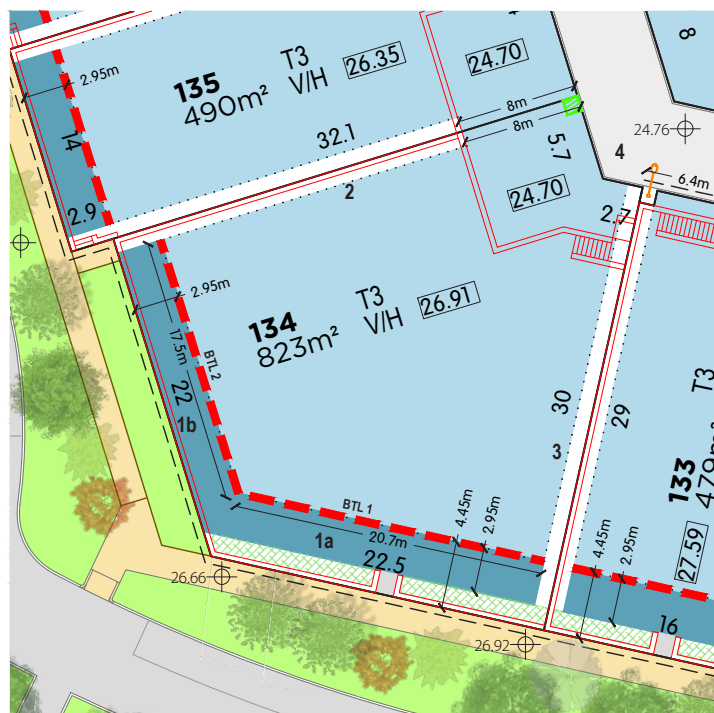 135
490m²
T3
V/H
26.35
24.70
8
2.95m
14
32.1
8m
8m
5.7
24.76
4
6.4m
2.9
2
24.70
2.7
2.95m
17.5m
BTL 2
134
823m²
T3
V/H
26.91
22
1b
30
3
29
T3
133
479m²
27.59
BTL 1
20.7m
1a
22.5
4.45m
2.95m
4.45m
2.95m
26.66
26.92
16